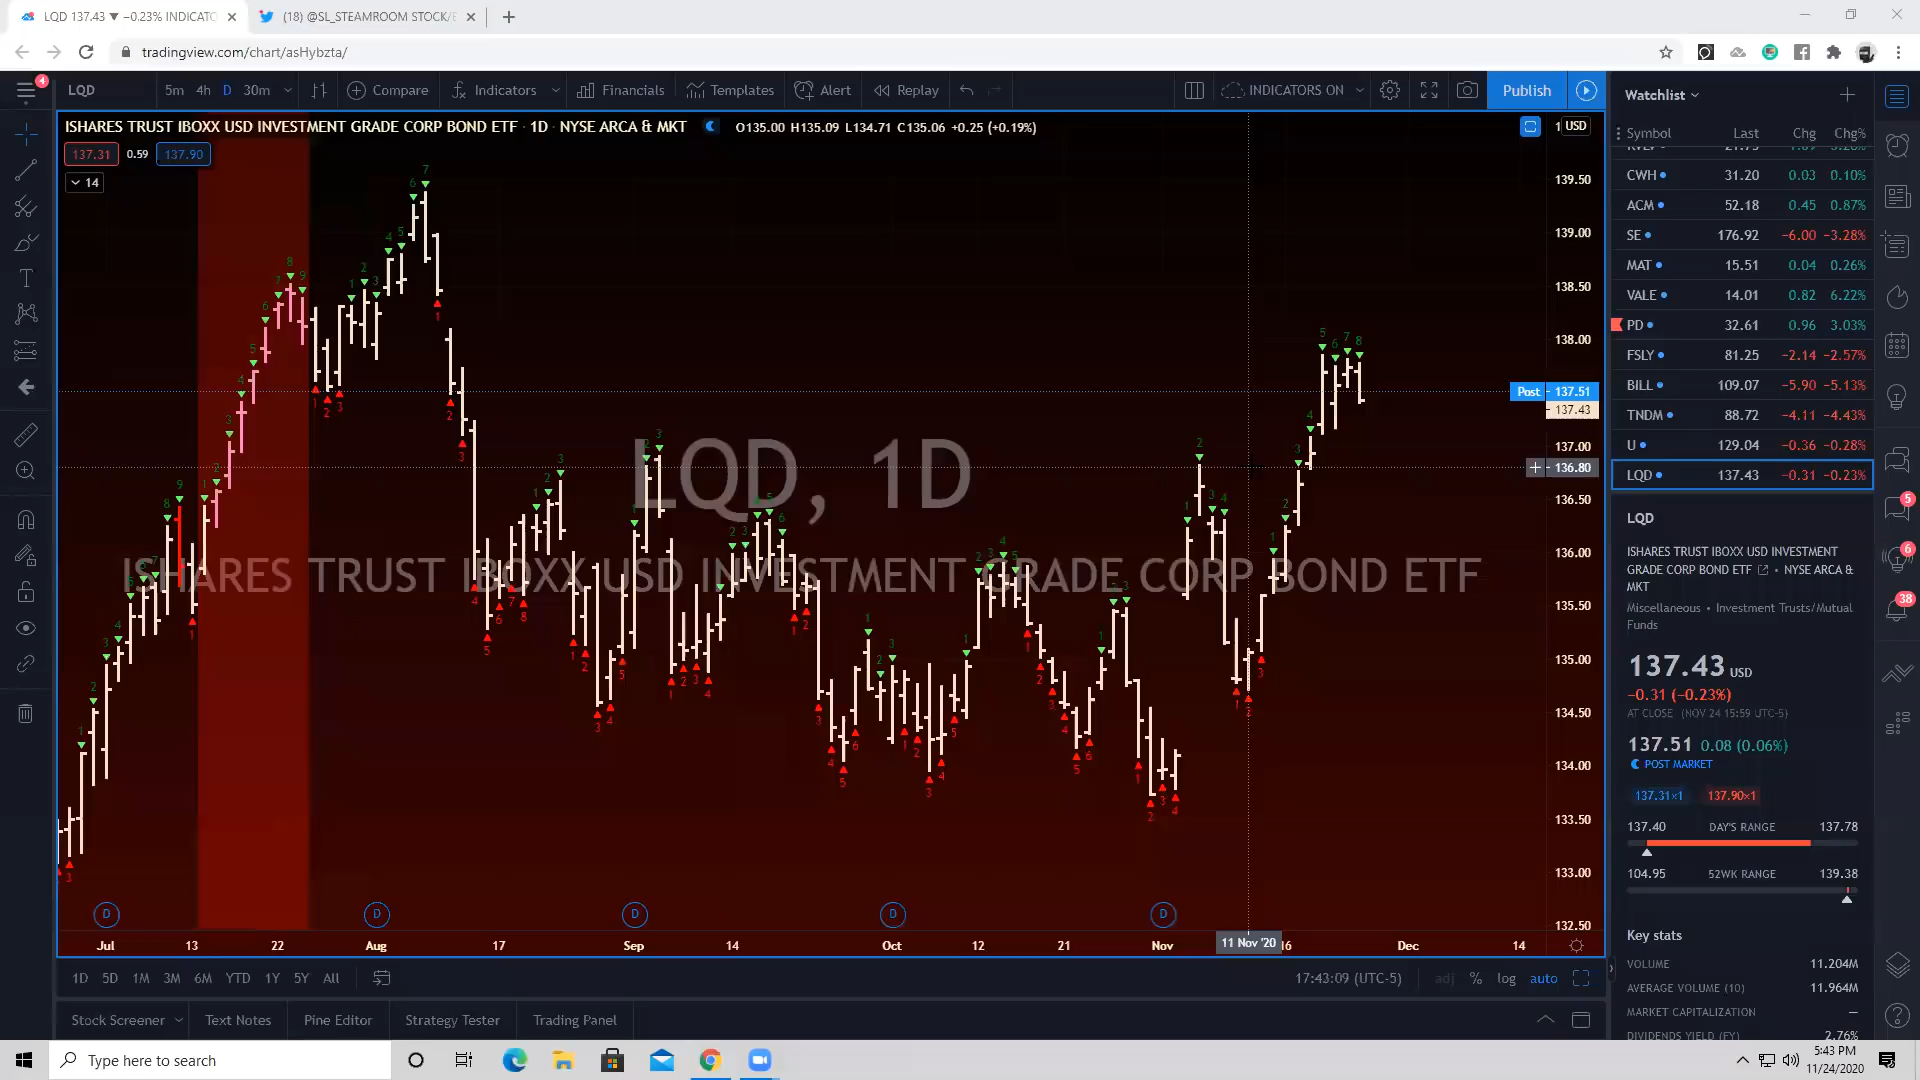 LQD 137.43 ▼ −0.23% INDICATO
(18) @SL_STEAMROOM STOCK/
tradingview.com/chart/asHybzta/
4
LQD 5m 4h D 30m Compare Indicators Financials Templates Alert Replay INDICATORS ON Publish
ISHARES TRUST IBOXX USD INVESTMENT GRADE CORP BOND ETF · 1D · NYSE ARCA & MKT O135.00 H135.09 L134.71 C135.06 +0.25 (+0.19%)
137.31 0.59 137.90
14
1 USD
139.50
139.00
138.50
138.00
Post 137.51
137.43
137.00
136.80
136.50
136.00
135.50
135.00
134.50
134.00
133.50
133.00
132.50
LQD, 1D
ISHARES TRUST IBOXX USD INVESTMENT GRADE CORP BOND ETF
D D D D D
Jul 13 22 Aug 17 Sep 14 Oct 12 21 Nov 11 Nov '20 16 Dec 14
1D 5D 1M 3M 6M YTD 1Y 5Y All
17:43:09 (UTC-5) adj % log auto
Stock Screener Text Notes Pine Editor Strategy Tester Trading Panel
Watchlist
Symbol Last Chg Chg%
CWH 31.20 0.03 0.10%
ACM 52.18 0.45 0.87%
SE 176.92 −6.00 −3.28%
MAT 15.51 0.04 0.26%
VALE 14.01 0.82 6.22%
PD 32.61 0.96 3.03%
FSLY 81.25 −2.14 −2.57%
BILL 109.07 −5.90 −5.13%
TNDM 88.72 −4.11 −4.43%
U 129.04 −0.36 −0.28%
LQD 137.43 −0.31 −0.23%
LQD
ISHARES TRUST IBOXX USD INVESTMENT
GRADE CORP BOND ETF • NYSE ARCA &
MKT
Miscellaneous • Investment Trusts/Mutual
Funds
137.43 USD
−0.31 (−0.23%)
AT CLOSE (NOV 24 15:59 UTC-5)
137.51 0.08 (0.06%)
POST MARKET
137.31×1 137.90×1
137.40 DAY'S RANGE 137.78
104.95 52WK RANGE 139.38
Key stats
VOLUME 11.204M
AVERAGE VOLUME (10) 11.964M
MARKET CAPITALIZATION —
DIVIDENDS YIELD (FY) 2.76%
5
6
38
Type here to search
5:43 PM
11/24/2020